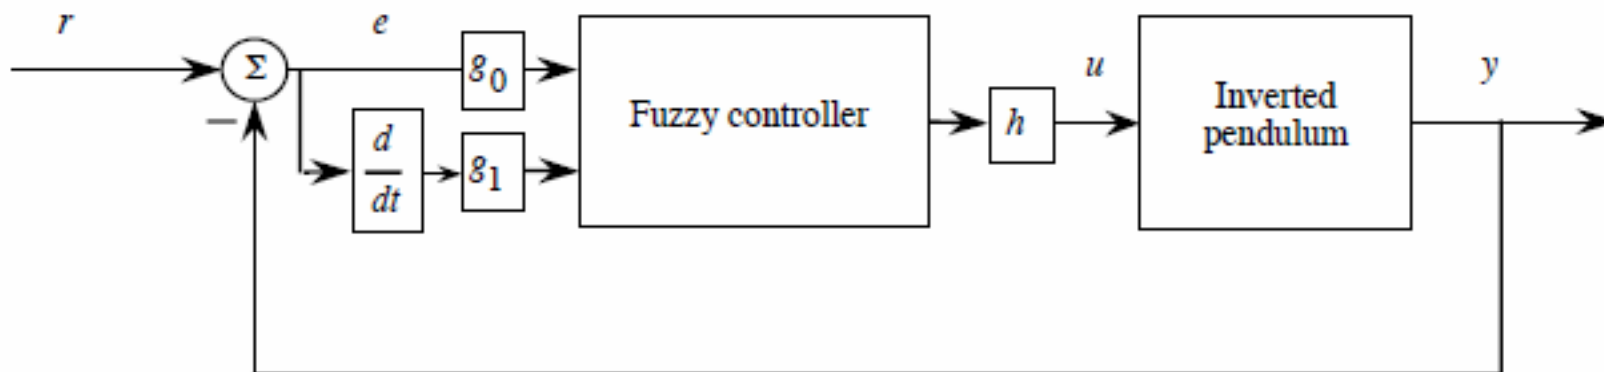 r
e
u
y
Σ
g0
Fuzzy controller
h
Inverted
pendulum
−
d
dt
g1